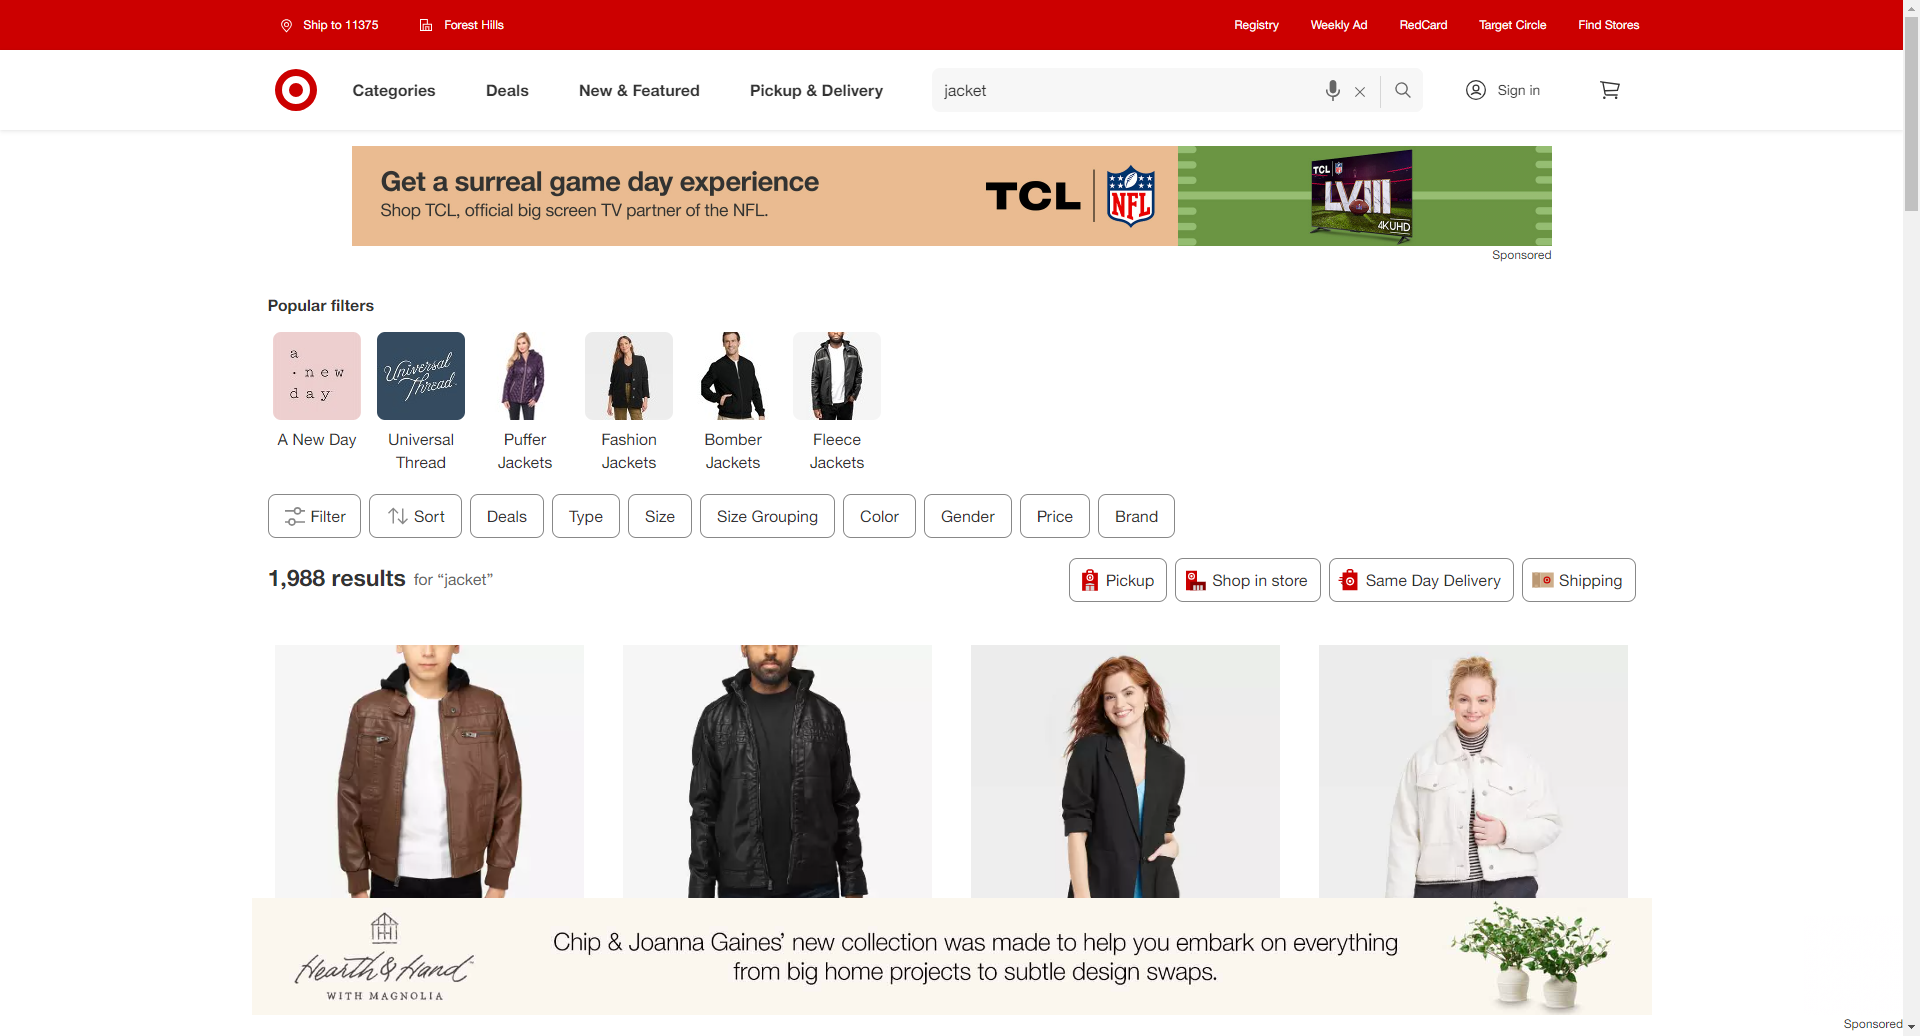 Ship to 11375
Forest Hills
Registry
Weekly Ad
RedCard
Target Circle
Find Stores
Categories
Deals
New & Featured
Pickup & Delivery
jacket
Sign in
Get a surreal game day experience
Shop TCL, official big screen TV partner of the NFL.
TCL
NFL
TCL
LVIII
4K UHD
Sponsored
Popular filters
a
· new
day
Universal
Thread
A New Day
Universal
Thread
Puffer
Jackets
Fashion
Jackets
Bomber
Jackets
Fleece
Jackets
Filter
Sort
Deals
Type
Size
Size Grouping
Color
Gender
Price
Brand
1,988 results for “jacket”
Pickup
Shop in store
Same Day Delivery
Shipping
Hearth & Hand
WITH MAGNOLIA
Chip & Joanna Gaines’ new collection was made to help you embark on everything
from big home projects to subtle design swaps.
Sponsored